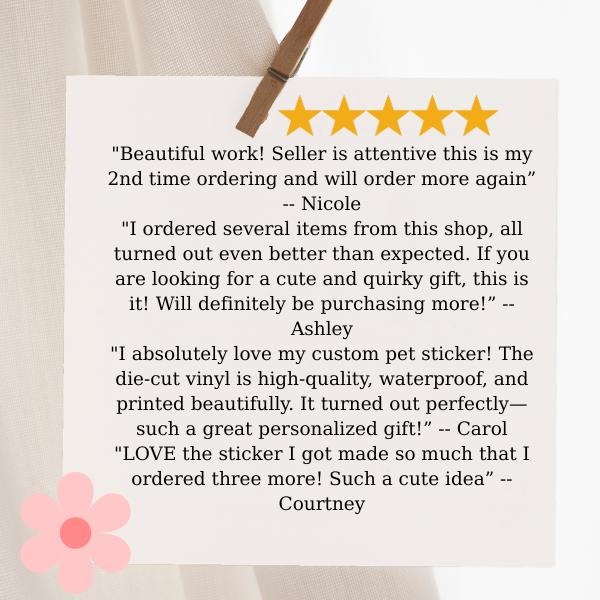 "Beautiful work! Seller is attentive this is my
2nd time ordering and will order more again”
-- Nicole
"I ordered several items from this shop, all
turned out even better than expected. If you
are looking for a cute and quirky gift, this is
it! Will definitely be purchasing more!” --
Ashley
"I absolutely love my custom pet sticker! The
die-cut vinyl is high-quality, waterproof, and
printed beautifully. It turned out perfectly—
such a great personalized gift!” -- Carol
"LOVE the sticker I got made so much that I
ordered three more! Such a cute idea” --
Courtney